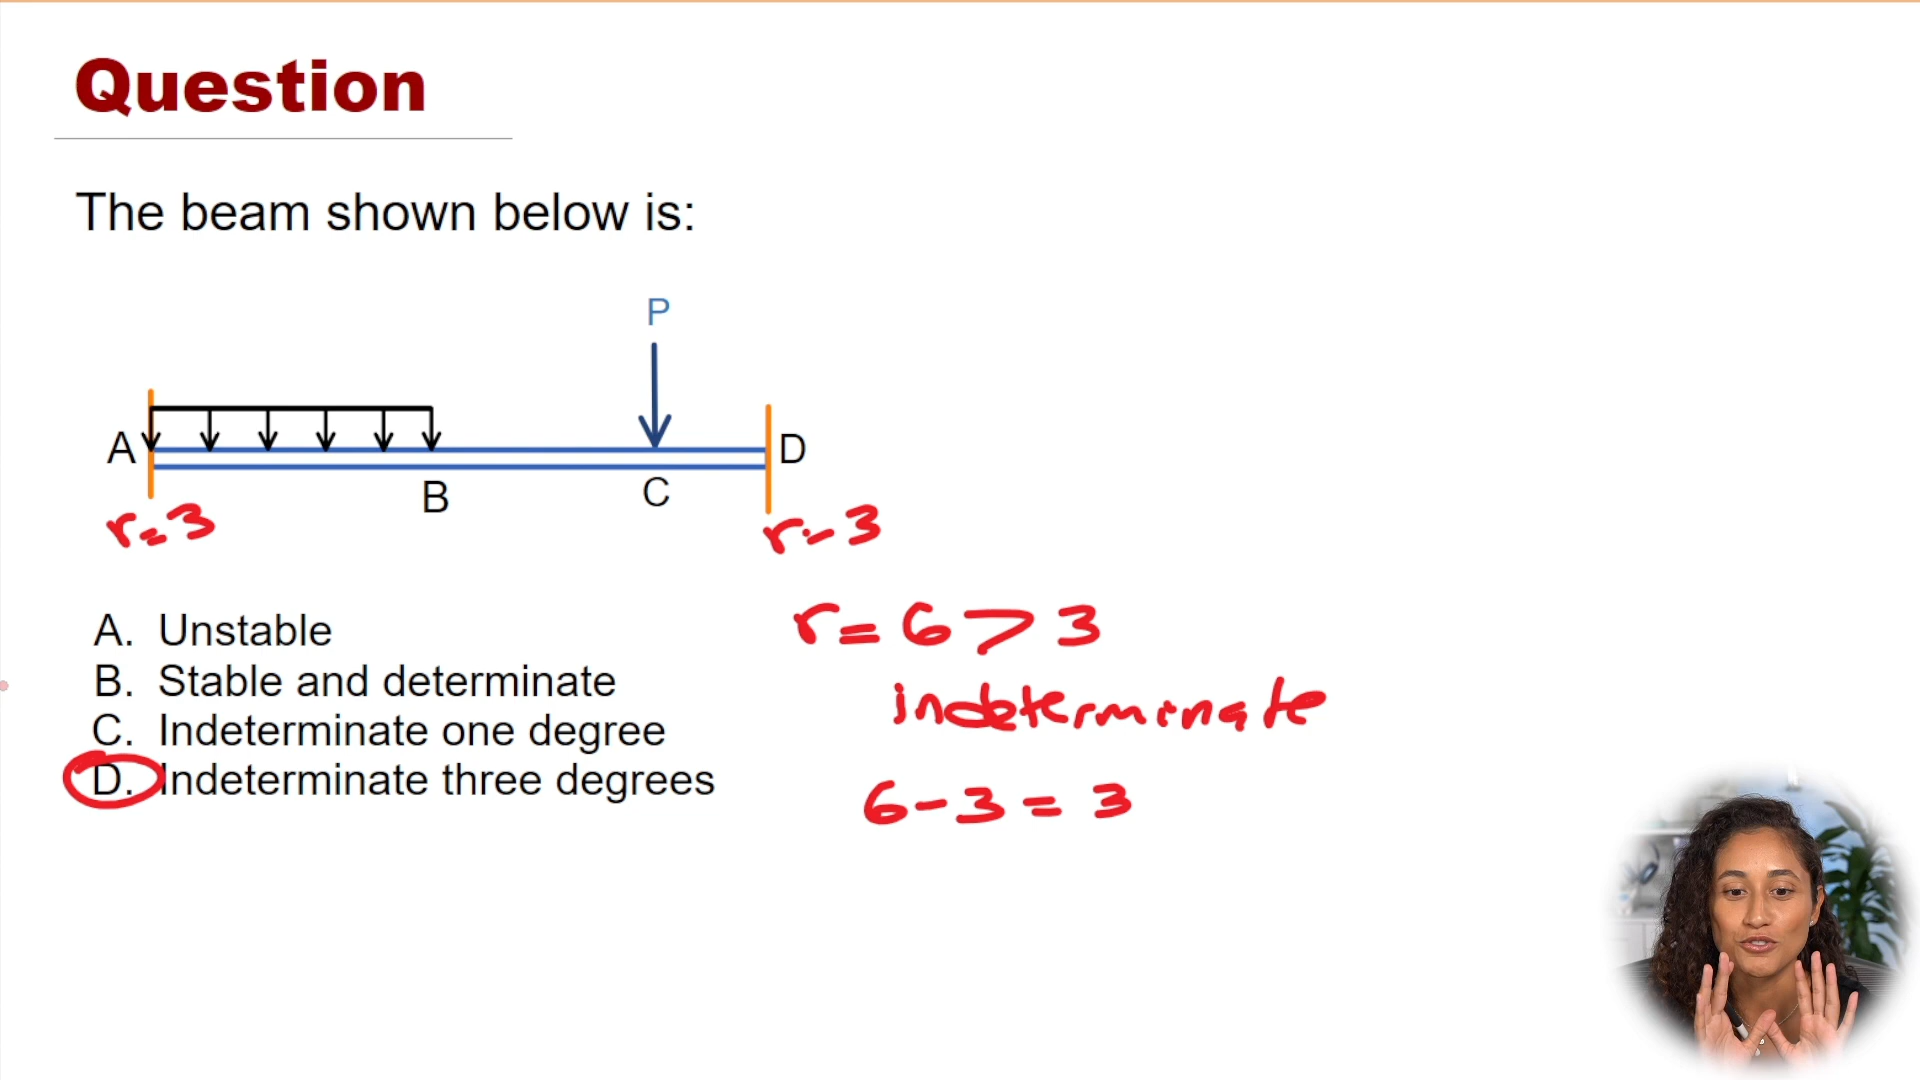 Question
The beam shown below is:
P
A
D
B
C
r=3
r=3
A. Unstable
B. Stable and determinate
C. Indeterminate one degree
D. Indeterminate three degrees
r=6>3
indeterminate
6-3=3